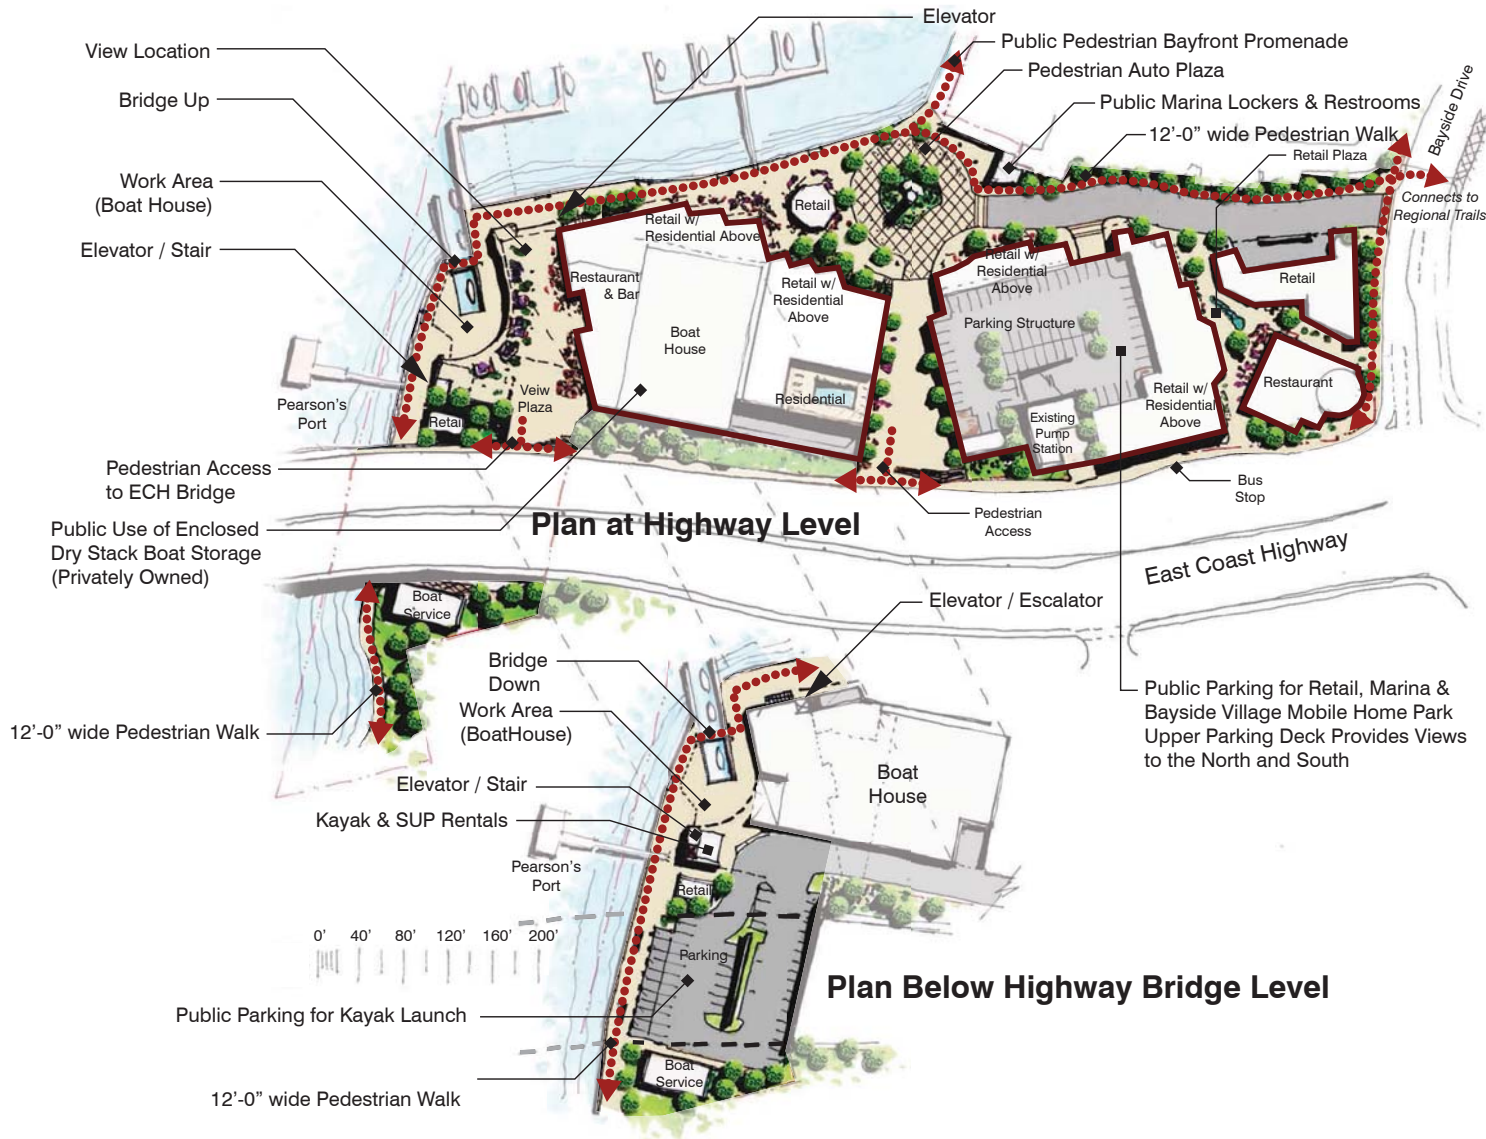 Elevator
View Location
Public Pedestrian Bayfront Promenade
Pedestrian Auto Plaza
Bridge Up
Public Marina Lockers & Restrooms
12'-0" wide Pedestrian Walk
Bayside Drive
Retail Plaza
Work Area
(Boat House)
Connects to
Regional Trails
Retail
Retail w/
Residential Above
Elevator / Stair
Retail w/
Residential
Above
Restaurant
& Bar
Retail w/
Residential
Above
Retail
Boat
House
Parking Structure
Pearson's
Port
Veiw
Plaza
Residential
Restaurant
Retail w/
Residential
Above
Retail
Existing
Pump
Station
Pedestrian Access
to ECH Bridge
Bus
Stop
Pedestrian
Access
Public Use of Enclosed
Dry Stack Boat Storage
(Privately Owned)
Plan at Highway Level
East Coast Highway
Boat
Service
Elevator / Escalator
Bridge
Down
Work Area
(BoatHouse)
12'-0" wide Pedestrian Walk
Public Parking for Retail, Marina &
Bayside Village Mobile Home Park
Upper Parking Deck Provides Views
to the North and South
Elevator / Stair
Boat
House
Kayak & SUP Rentals
Pearson's
Port
Retail
0' 40' 80' 120' 160' 200'
Parking
Plan Below Highway Bridge Level
Public Parking for Kayak Launch
Boat
Service
12'-0" wide Pedestrian Walk